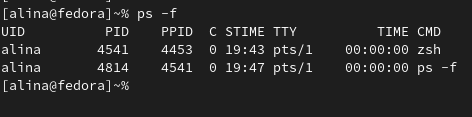 [alina@fedora]~% ps -f
UID          PID    PPID  C STIME TTY          TIME CMD
alina       4541    4453  0 19:43 pts/1    00:00:00 zsh
alina       4814    4541  0 19:47 pts/1    00:00:00 ps -f
[alina@fedora]~%